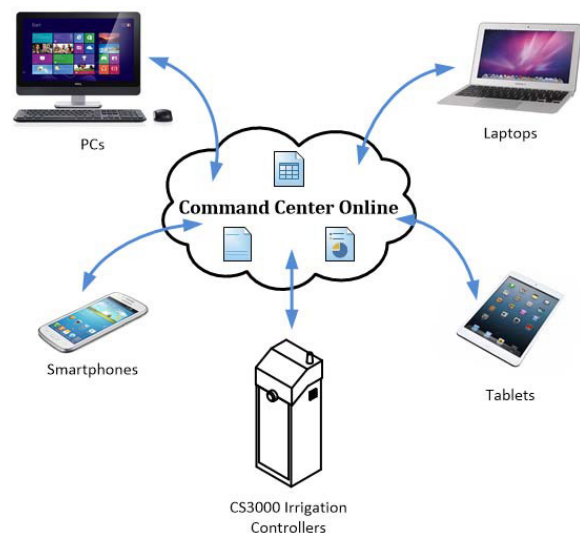 PCs
Laptops
Command Center Online
Smartphones
Tablets
CS3000 Irrigation
Controllers